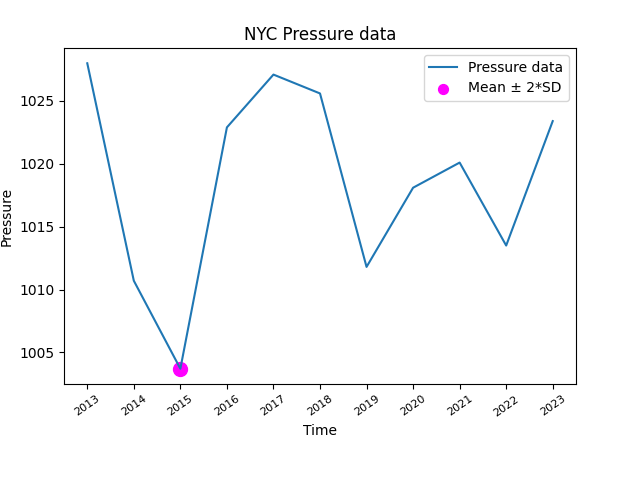 NYC Pressure data
Pressure data
Mean ± 2*SD
Pressure
1025
1020
1015
1010
1005
2013 2014 2015 2016 2017 2018 2019 2020 2021 2022 2023
Time